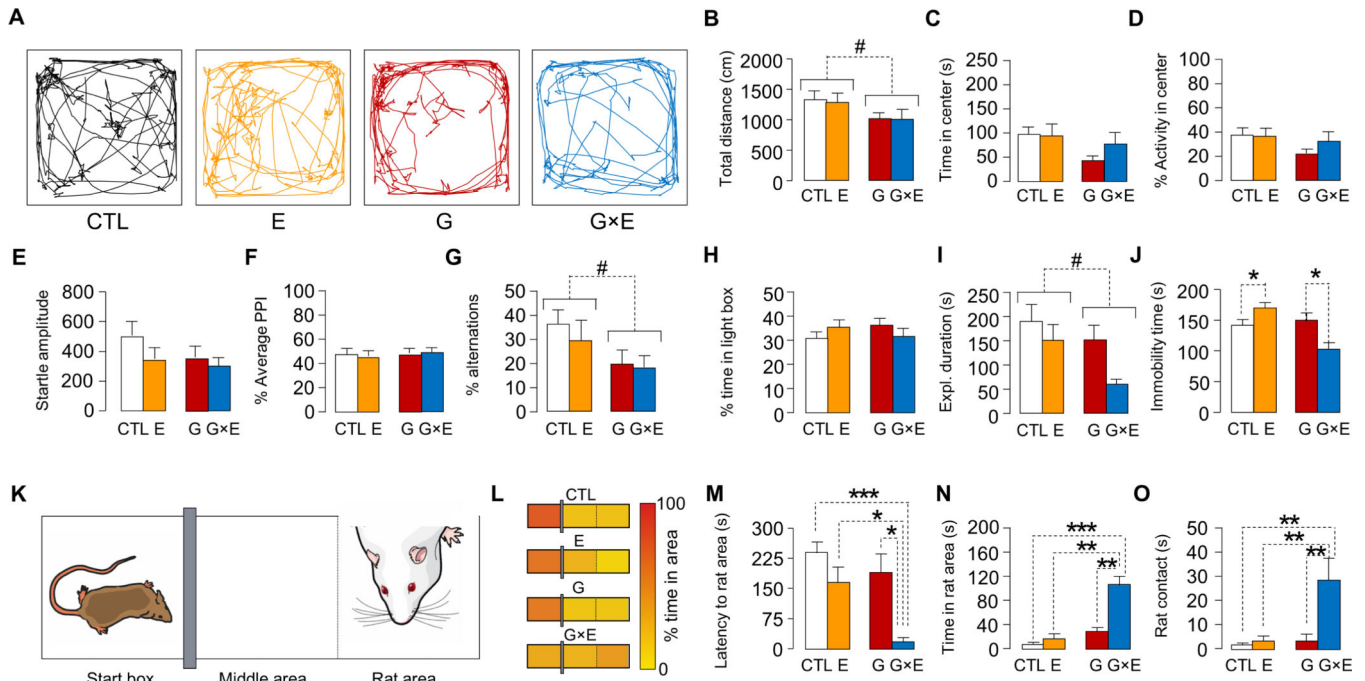 A
CTL
E
G
G×E
B
Total distance (cm)
2000
1500
1000
500
0
#
CTL E
G G×E
C
Time in center (s)
250
200
150
100
50
0
CTL E
G G×E
D
% Activity in center
100
80
60
40
20
0
CTL E
G G×E
E
Startle amplitude
800
600
400
200
0
CTL E
G G×E
F
% Average PPI
100
80
60
40
20
0
CTL E
G G×E
G
% alternations
50
40
30
20
10
0
#
CTL E
G G×E
H
% time in light box
50
40
30
20
10
0
CTL E
G G×E
I
Expl. duration (s)
250
200
150
100
50
0
#
CTL E
G G×E
J
Immobility time (s)
200
150
100
50
0
*
*
CTL E
G G×E
K
Start box
Middle area
Rat area
L
CTL
E
G
G×E
100
0
% time in area
M
Latency to rat area (s)
300
225
150
75
0
***
*
*
CTL E
G G×E
N
Time in rat area (s)
200
160
120
80
40
0
***
**
**
CTL E
G G×E
O
Rat contact (s)
50
40
30
20
10
0
**
**
**
CTL E
G G×E